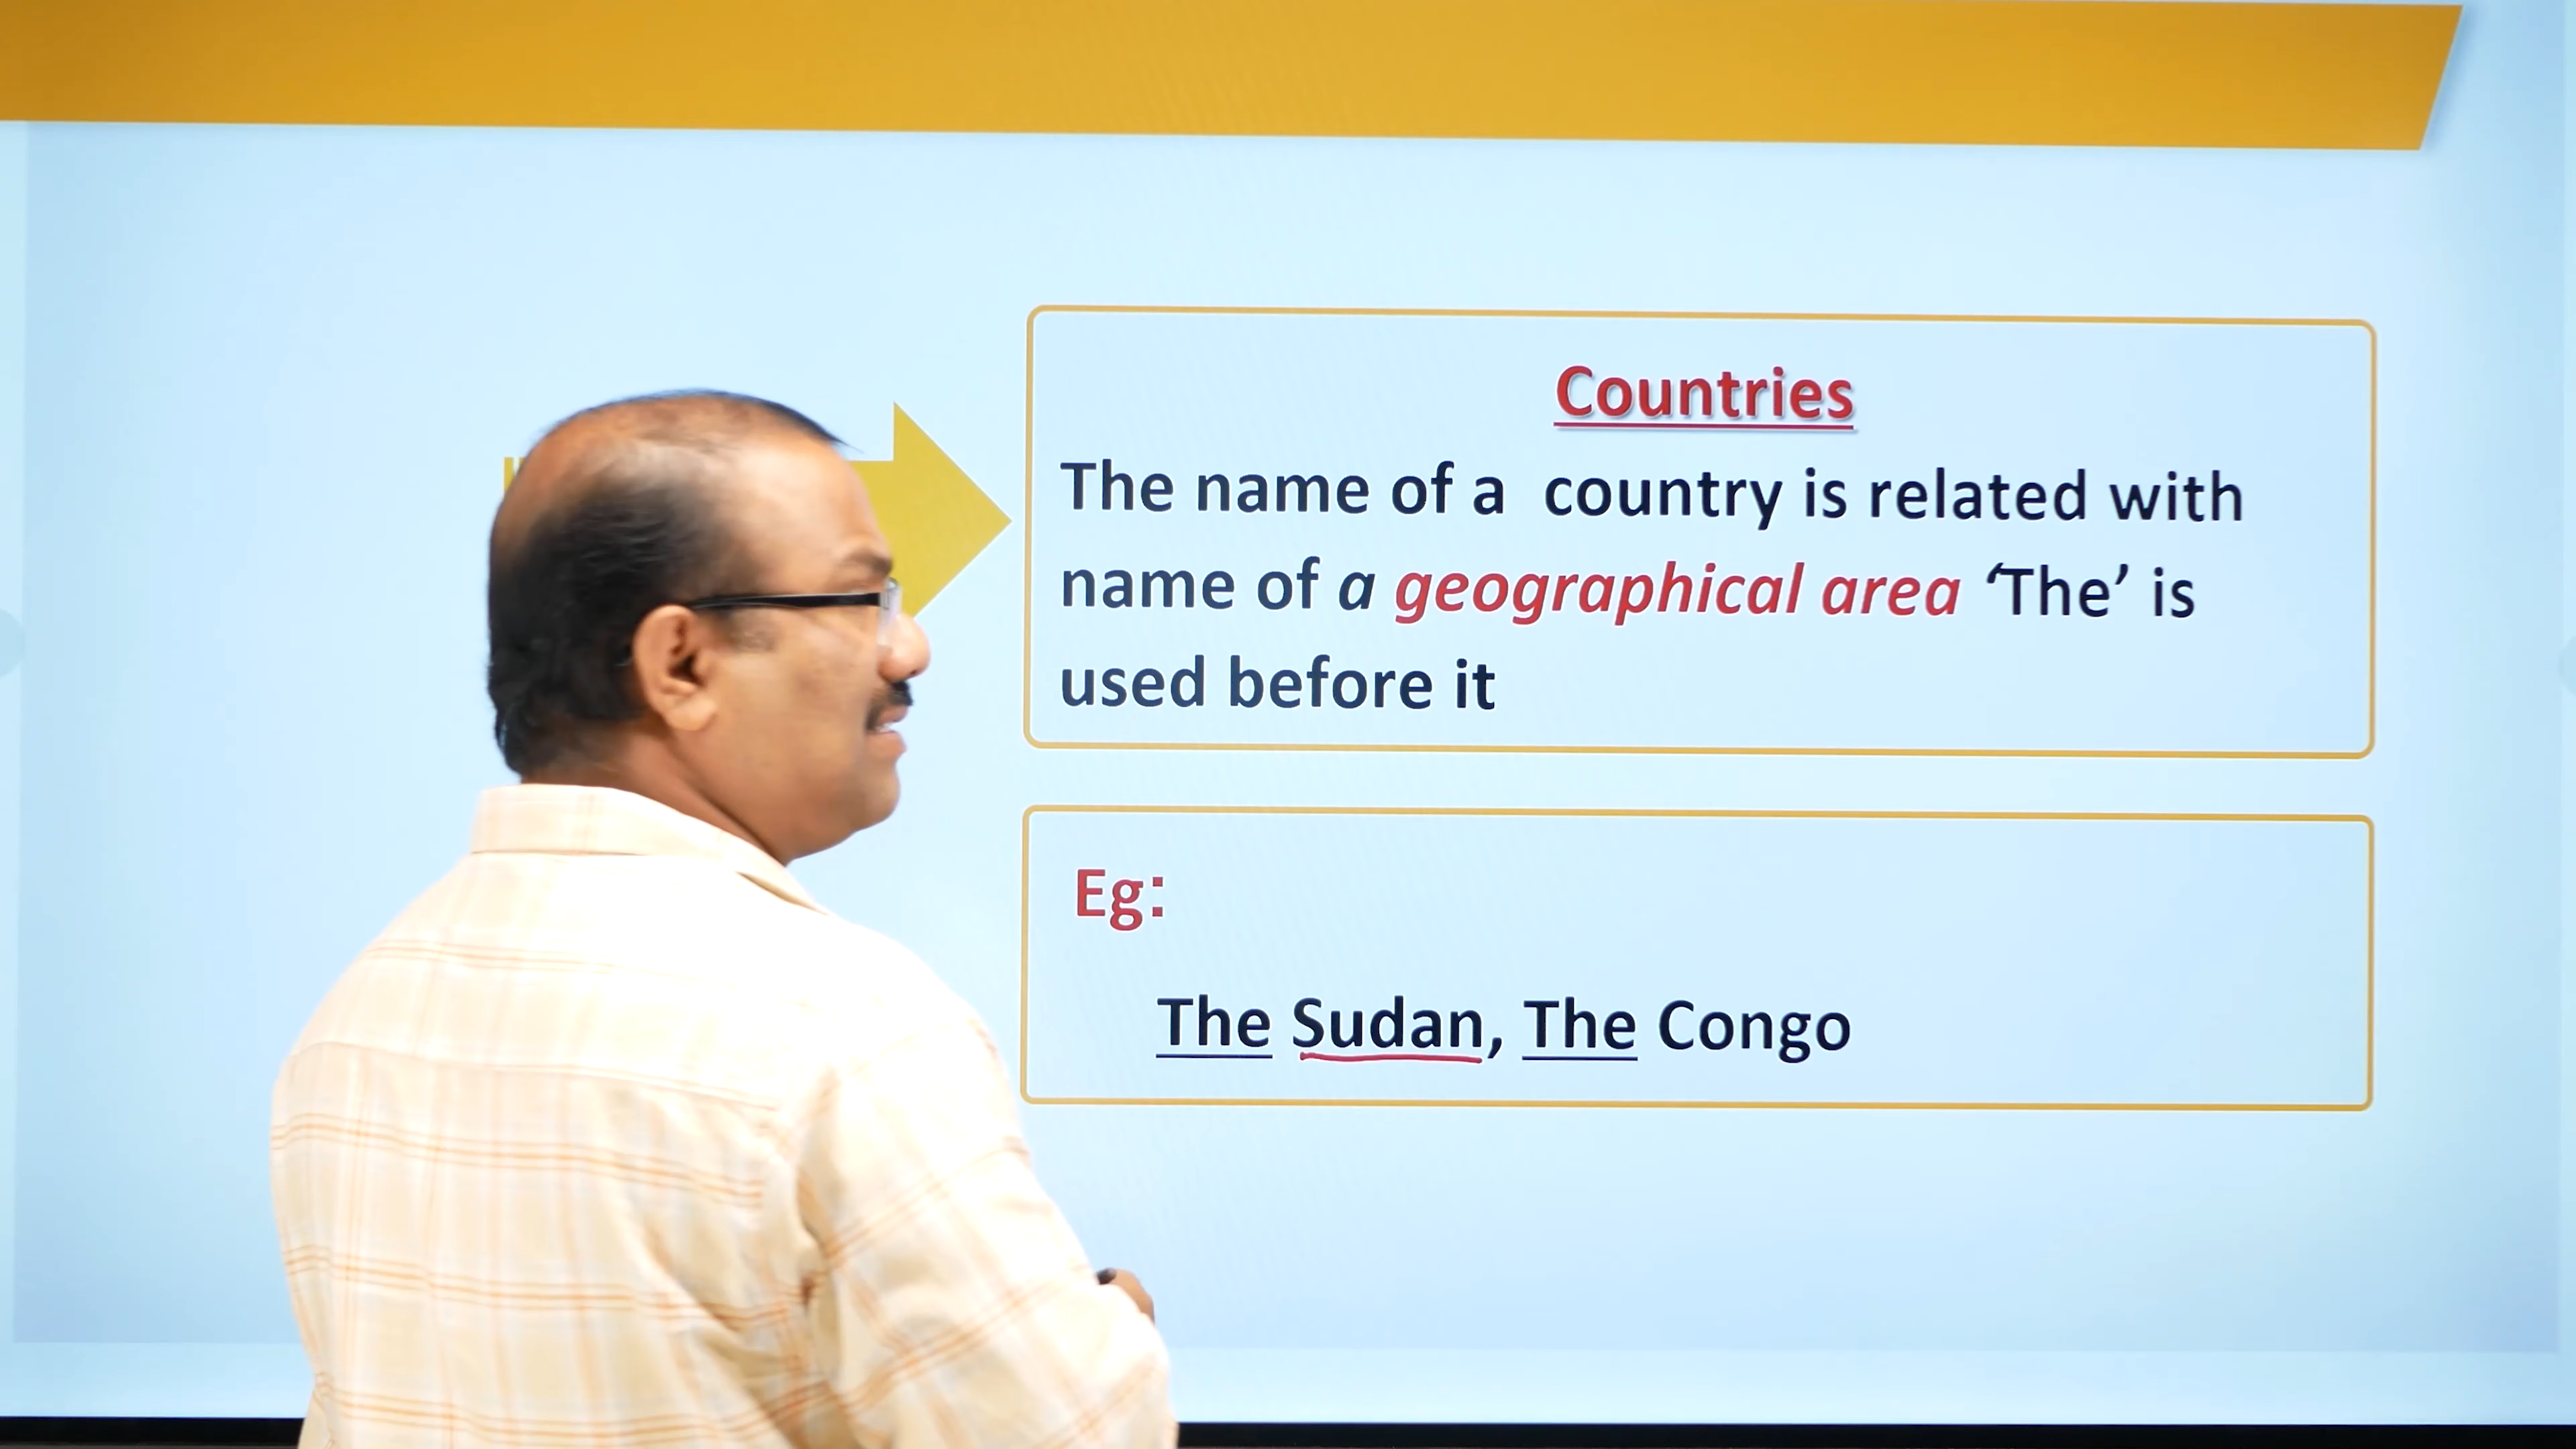 Countries
The name of a country is related with
name of a geographical area ‘The’ is
used before it
Eg:
The Sudan, The Congo